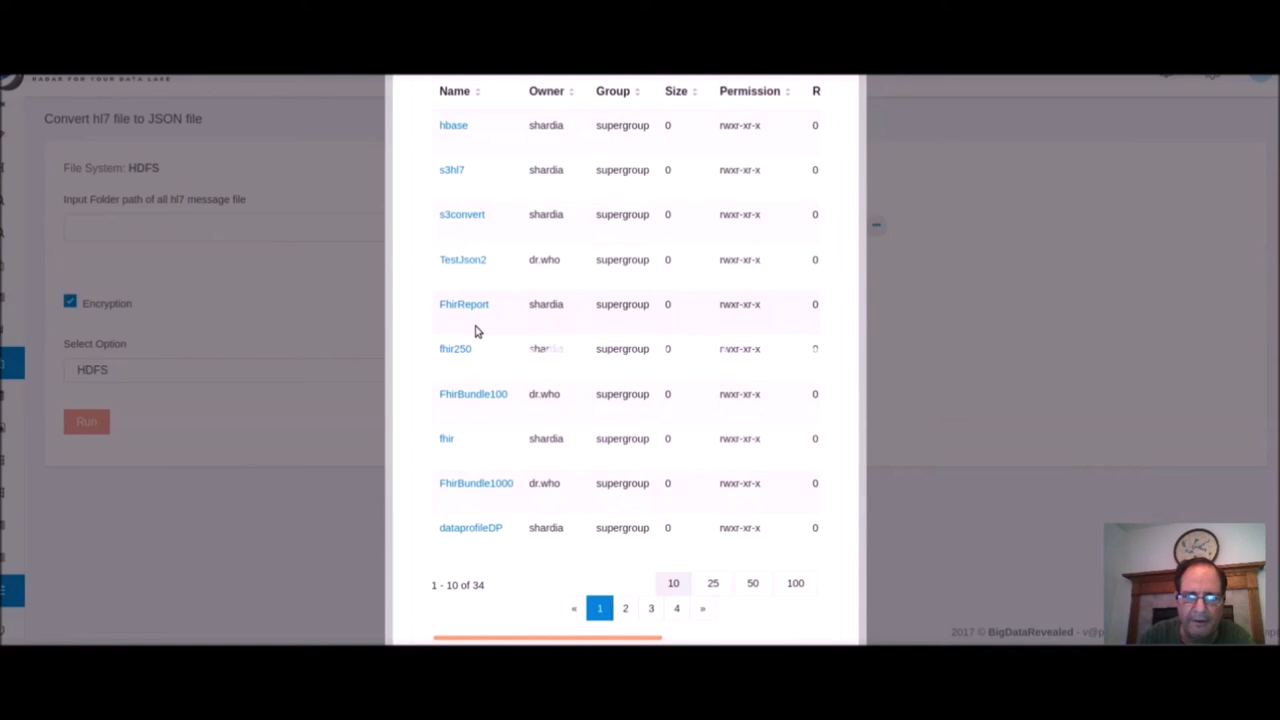 RADAR FOR YOUR DATA LAKE
Name Owner Group Size Permission R
Convert hl7 file to JSON file
hbase shardia supergroup 0 rwxr-xr-x 0
File System: HDFS
s3hl7 shardia supergroup 0 rwxr-xr-x 0
Input Folder path of all hl7 message file
s3convert shardia supergroup 0 rwxr-xr-x 0
TestJson2 dr.who supergroup 0 rwxr-xr-x 0
Encryption
FhirReport shardia supergroup 0 rwxr-xr-x 0
Select Option
fhir250 shardia supergroup 0 rwxr-xr-x 0
HDFS
FhirBundle100 dr.who supergroup 0 rwxr-xr-x 0
Run
fhir shardia supergroup 0 rwxr-xr-x 0
FhirBundle1000 dr.who supergroup 0 rwxr-xr-x 0
dataprofileDP shardia supergroup 0 rwxr-xr-x 0
1 - 10 of 34 10 25 50 100
« 1 2 3 4 »
2017 © BigDataRevealed - v@p